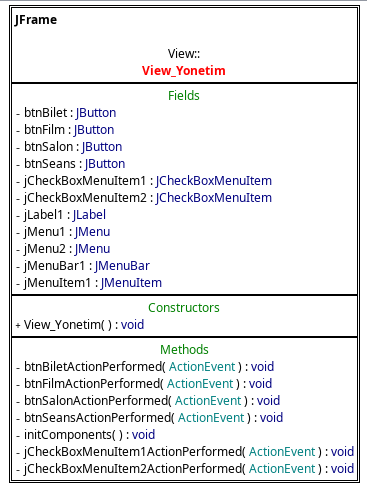 JFrame
View::
View_Yonetim
Fields
- btnBilet : JButton
- btnFilm : JButton
- btnSalon : JButton
- btnSeans : JButton
- jCheckBoxMenuItem1 : JCheckBoxMenuItem
- jCheckBoxMenuItem2 : JCheckBoxMenuItem
- jLabel1 : JLabel
- jMenu1 : JMenu
- jMenu2 : JMenu
- jMenuBar1 : JMenuBar
- jMenuItem1 : JMenuItem
Constructors
+ View_Yonetim( ) : void
Methods
- btnBiletActionPerformed( ActionEvent ) : void
- btnFilmActionPerformed( ActionEvent ) : void
- btnSalonActionPerformed( ActionEvent ) : void
- btnSeansActionPerformed( ActionEvent ) : void
- initComponents( ) : void
- jCheckBoxMenuItem1ActionPerformed( ActionEvent ) : void
- jCheckBoxMenuItem2ActionPerformed( ActionEvent ) : void